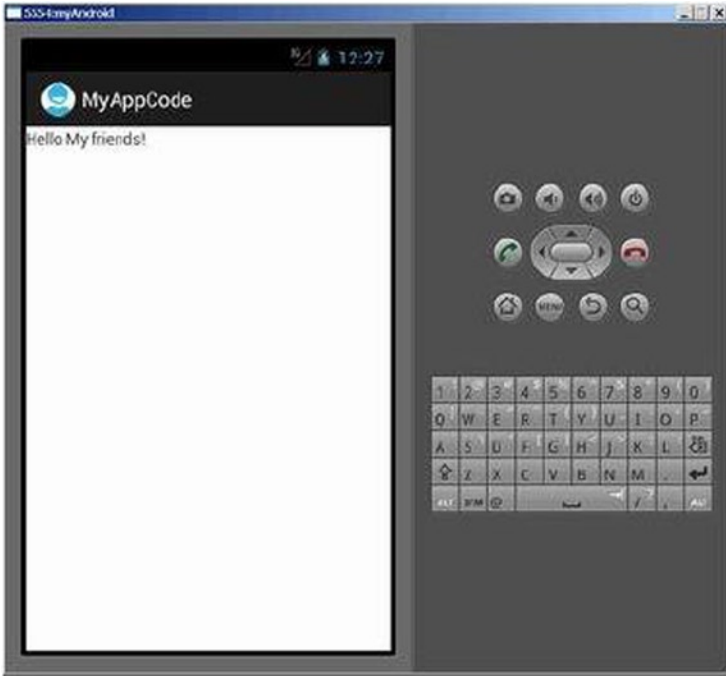 5554:myAndroid
12:27
MyAppCode
Hello My friends!
MENU
1 2 3 4 5 6 7 8 9 0
Q W E R T Y U I O P
A S D F G H J K L
Z X C V B N M .
ALT SYM @ / , ALT